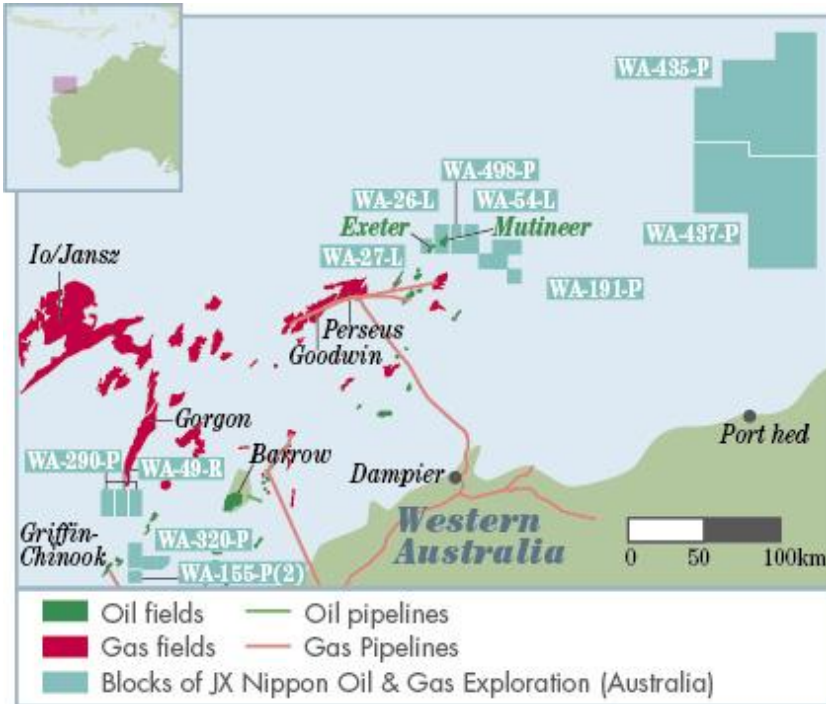 WA-435-P
WA-498-P
WA-26-L
WA-54-L
Exeter
Mutineer
WA-437-P
Io/Jansz
WA-27-L
WA-191-P
Perseus
Goodwin
Gorgon
Port hed
WA-290-P
WA-49-R
Barrow
Dampier
Griffin-
Chinook
WA-320-P
Western
Australia
WA-155-P(2)
0 50 100km
Oil fields
Oil pipelines
Gas fields
Gas Pipelines
Blocks of JX Nippon Oil & Gas Exploration (Australia)